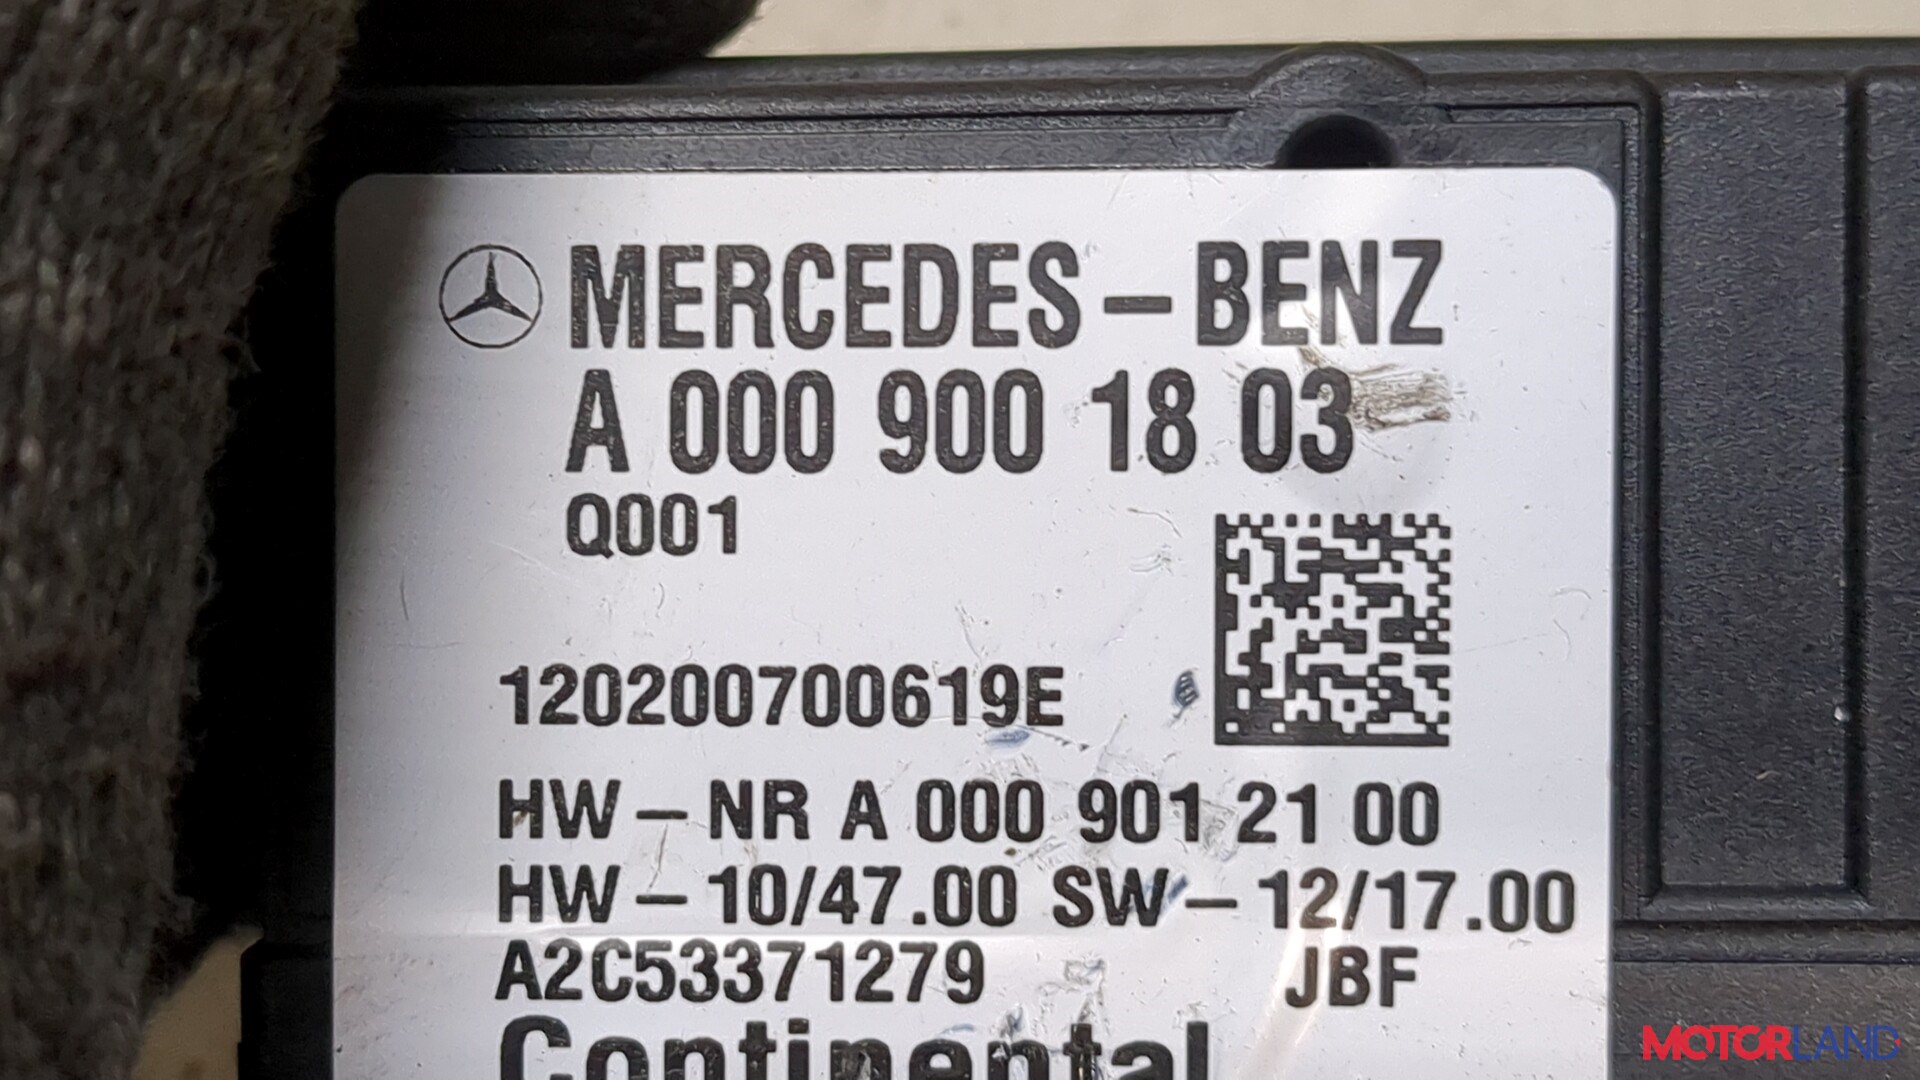 MERCEDES-BENZ
A 000 900 18 03
Q001
120200700619E
HW-NR A 000 901 21 00
HW-10/47.00 SW-12/17.00
A2C53371279 JBF
Continental
MOTORLAND